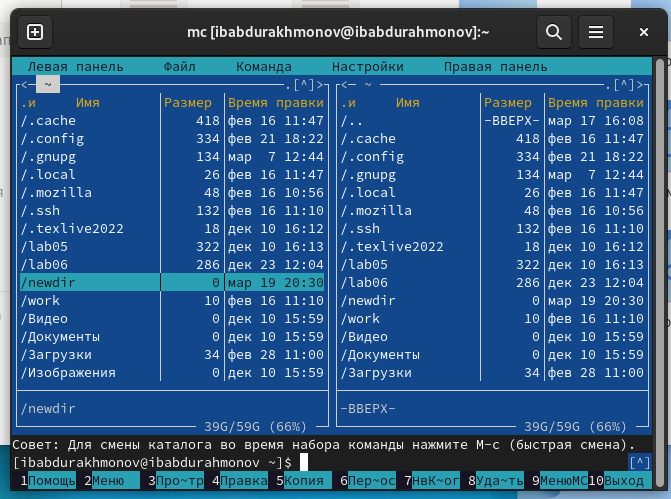 mc [ibabdurakhmonov@ibabdurahmonov]:~
Левая панель Файл Команда Настройки Правая панель
<— ~ .[^]> <— ~ .[^]>
.и Имя Размер Время правки .и Имя Размер Время правки
/.cache 418 фев 16 11:47 /.. -ВВЕРХ- мар 17 16:08
/.config 334 фев 21 18:22 /.cache 418 фев 16 11:47
/.gnupg 134 мар 7 12:44 /.config 334 фев 21 18:22
/.local 26 фев 16 11:47 /.gnupg 134 мар 7 12:44
/.mozilla 48 фев 16 10:56 /.local 26 фев 16 11:47
/.ssh 132 фев 16 11:10 /.mozilla 48 фев 16 10:56
/.texlive2022 18 дек 10 16:12 /.ssh 132 фев 16 11:10
/lab05 322 дек 10 16:13 /.texlive2022 18 дек 10 16:12
/lab06 286 дек 23 12:04 /lab05 322 дек 10 16:13
/newdir 0 мар 19 20:30 /lab06 286 дек 23 12:04
/work 10 фев 16 11:10 /newdir 0 мар 19 20:30
/Видео 0 дек 10 15:59 /work 10 фев 16 11:10
/Документы 0 дек 10 15:59 /Видео 0 дек 10 15:59
/Загрузки 34 фев 28 11:00 /Документы 0 дек 10 15:59
/Изображения 0 дек 10 15:59 /Загрузки 34 фев 28 11:00
/newdir -ВВЕРХ-
39G/59G (66%) 39G/59G (66%)
Совет: Для смены каталога во время набора команды нажмите M-c (быстрая смена).
[ibabdurakhmonov@ibabdurahmonov ~]$ [^]
1Помощь 2Меню 3Про~тр 4Правка 5Копия 6Пер~ос 7НвК~ог 8Уда~ть 9МенюМС 10Выход